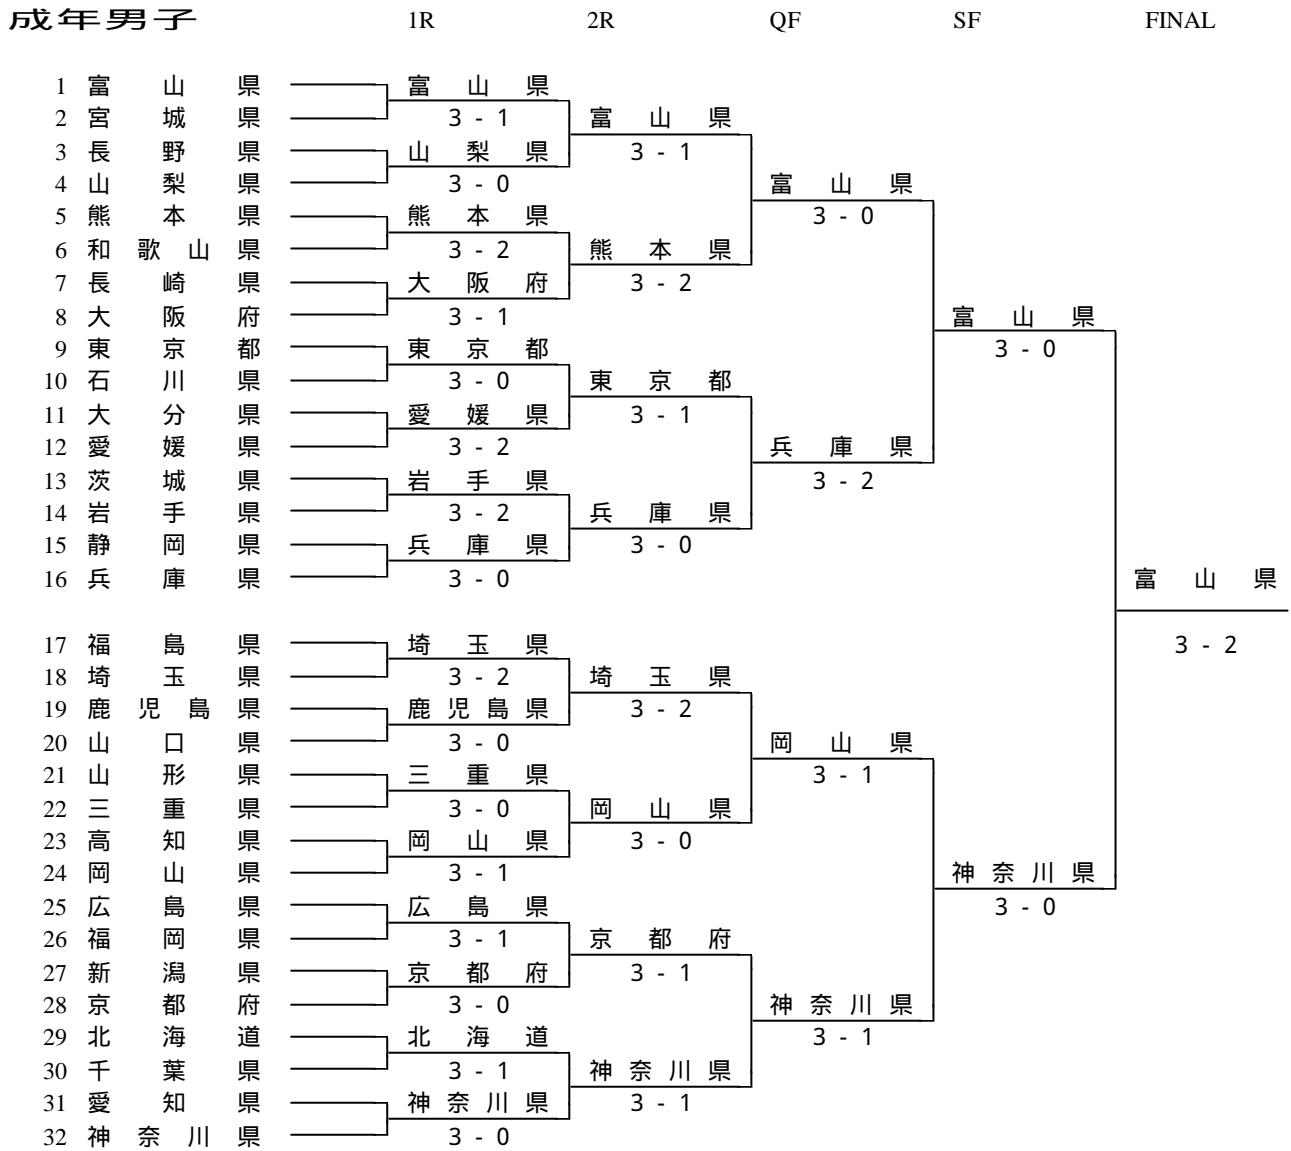 成年男子 1R 2R QF SF FINAL
1 富山県 富山県
2 宮城県 3 - 1 富山県
3 長野県 山梨県 3 - 1
4 山梨県 3 - 0 富山県
5 熊本県 熊本県 3 - 0
6 和歌山県 3 - 2 熊本県
7 長崎県 大阪府 3 - 2
8 大阪府 3 - 1 富山県
9 東京都 東京都 3 - 0
10 石川県 3 - 0 東京都
11 大分県 愛媛県 3 - 1
12 愛媛県 3 - 2 兵庫県
13 茨城県 岩手県 3 - 2
14 岩手県 3 - 2 兵庫県
15 静岡県 兵庫県 3 - 0
16 兵庫県 3 - 0 富山県
17 福島県 埼玉県 3 - 2
18 埼玉県 3 - 2 埼玉県
19 鹿児島県 鹿児島県 3 - 2
20 山口県 3 - 0 岡山県
21 山形県 三重県 3 - 1
22 三重県 3 - 0 岡山県
23 高知県 岡山県 3 - 0
24 岡山県 3 - 1 神奈川県
25 広島県 広島県 3 - 0
26 福岡県 3 - 1 京都府
27 新潟県 京都府 3 - 1
28 京都府 3 - 0 神奈川県
29 北海道 北海道 3 - 1
30 千葉県 3 - 1 神奈川県
31 愛知県 神奈川県 3 - 1
32 神奈川県 3 - 0